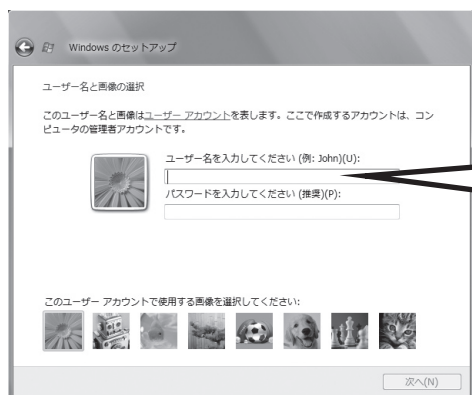 Windows のセットアップ
ユーザー名と画像の選択
このユーザー名と画像はユーザー アカウントを表します。ここで作成するアカウントは、コン
ピュータの管理者アカウントです。
ユーザー名を入力してください (例: John)(U):
パスワードを入力してください (推奨)(P):
このユーザー アカウントで使用する画像を選択してください:
次へ(N)